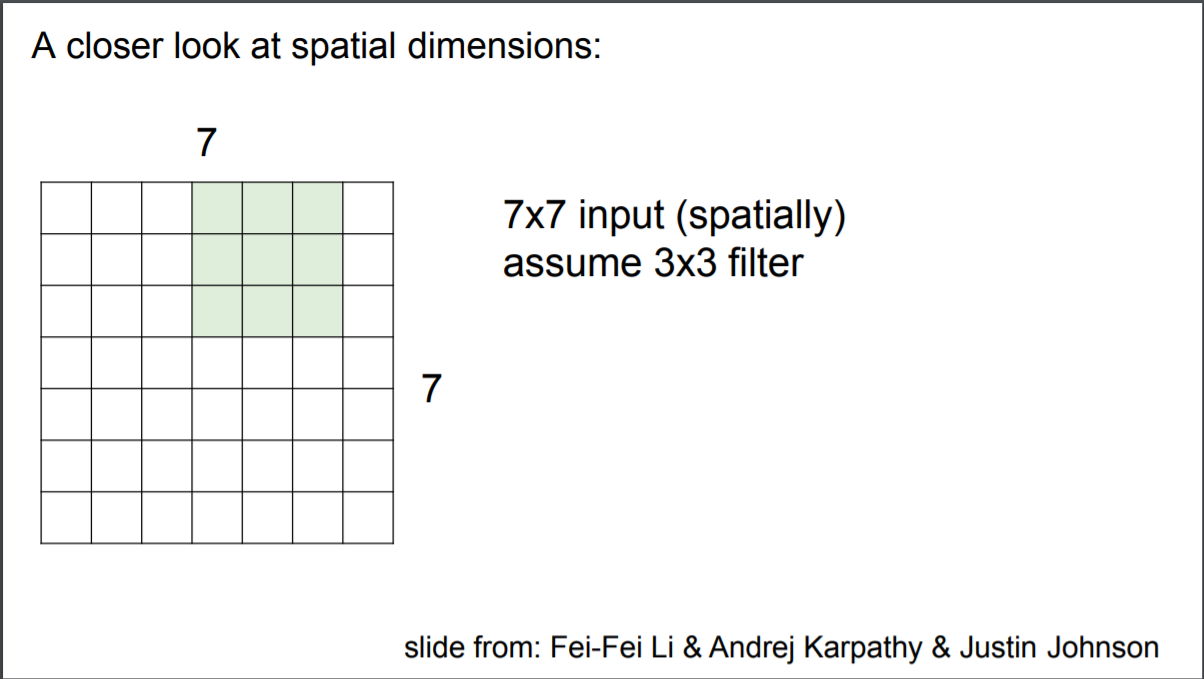 A closer look at spatial dimensions:
7
7x7 input (spatially)
assume 3x3 filter
7
slide from: Fei-Fei Li & Andrej Karpathy & Justin Johnson